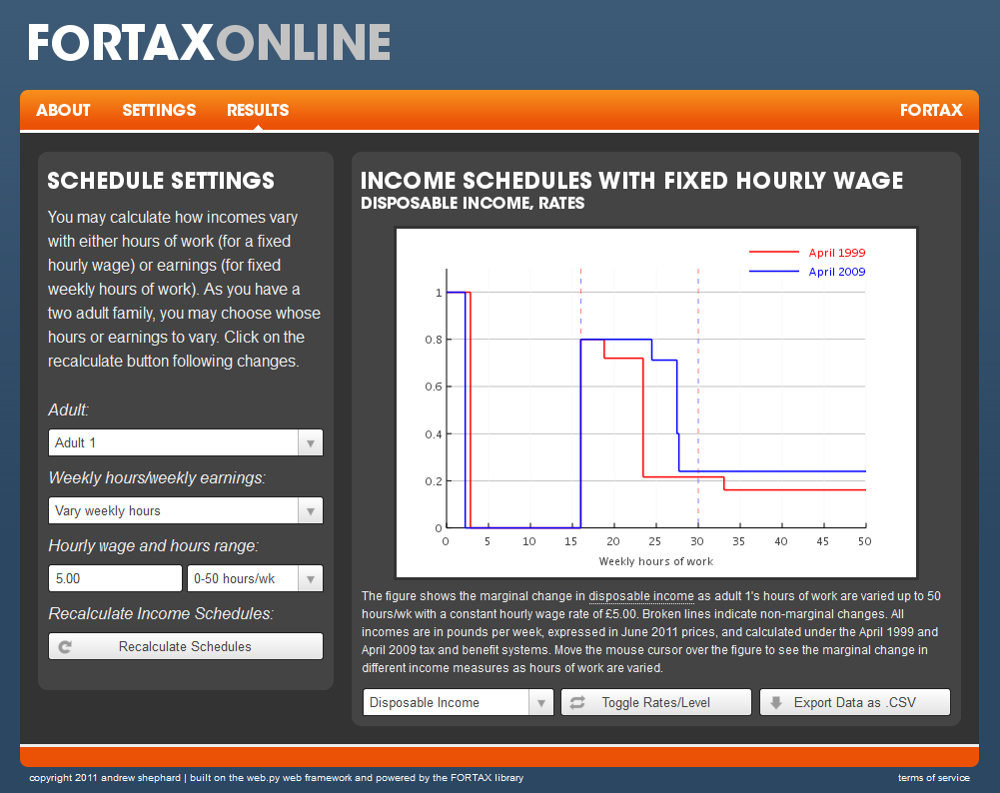 FORTAXONLINE
ABOUT SETTINGS RESULTS FORTAX
SCHEDULE SETTINGS
You may calculate how incomes vary
with either hours of work (for a fixed
hourly wage) or earnings (for fixed
weekly hours of work). As you have a
two adult family, you may choose whose
hours or earnings to vary. Click on the
recalculate button following changes.
Adult:
Adult 1
Weekly hours/weekly earnings:
Vary weekly hours
Hourly wage and hours range:
5.00 0-50 hours/wk
Recalculate Income Schedules:
Recalculate Schedules
INCOME SCHEDULES WITH FIXED HOURLY WAGE
DISPOSABLE INCOME, RATES
April 1999
April 2009
1
0.8
0.6
0.4
0.2
0
0 5 10 15 20 25 30 35 40 45 50
Weekly hours of work
The figure shows the marginal change in disposable income as adult 1's hours of work are varied up to 50
hours/wk with a constant hourly wage rate of £5.00. Broken lines indicate non-marginal changes. All
incomes are in pounds per week, expressed in June 2011 prices, and calculated under the April 1999 and
April 2009 tax and benefit systems. Move the mouse cursor over the figure to see the marginal change in
different income measures as hours of work are varied.
Disposable Income Toggle Rates/Level Export Data as .CSV
copyright 2011 andrew shephard | built on the web.py web framework and powered by the FORTAX library terms of service